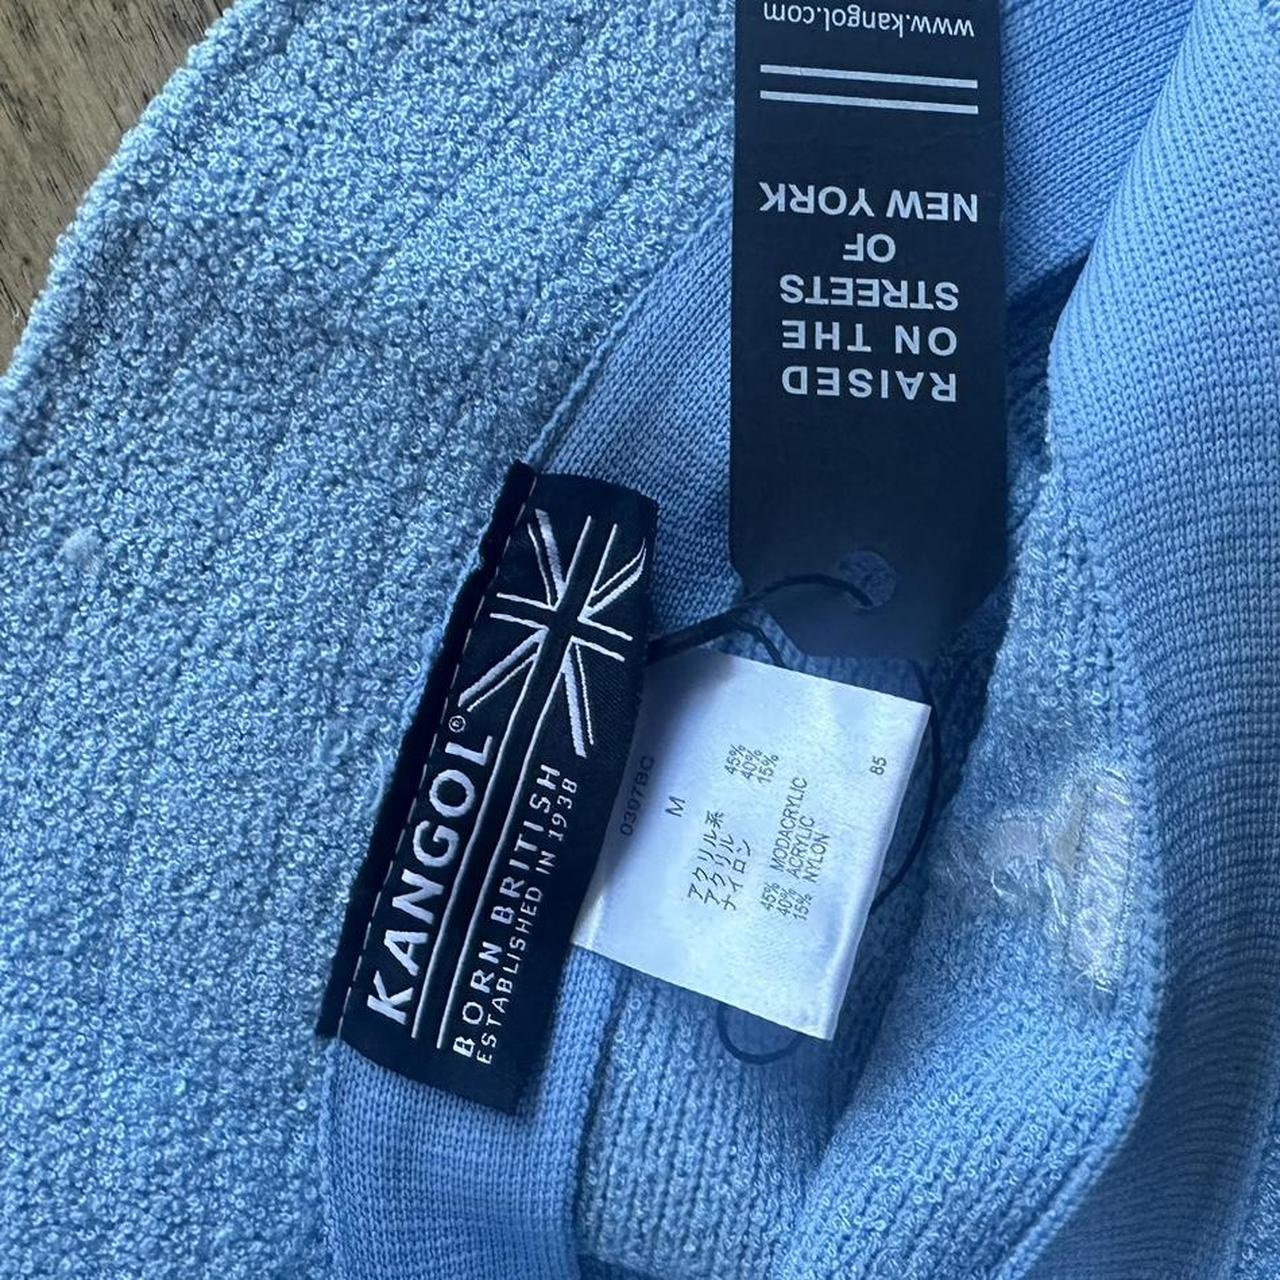 RAISED
ON THE
STREETS
OF
NEW YORK
www.kangol.com
KANGOL®
BORN BRITISH
ESTABLISHED IN 1938
0397BC
M
アクリル系 45%
アクリル 40%
ナイロン 15%
45% MODACRYLIC
40% ACRYLIC
15% NYLON
85